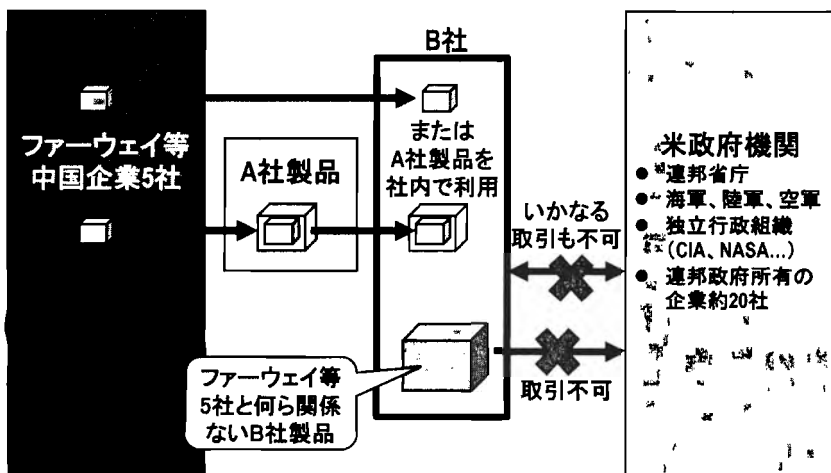 B社
ファーウェイ等
中国企業5社
A社製品
または
A社製品を
社内で利用
いかなる
取引も不可
取引不可
ファーウェイ等
5社と何ら関係
ないB社製品
米政府機関
● 連邦省庁
● 海軍、陸軍、空軍
● 独立行政組織
(CIA、NASA...)
● 連邦政府所有の
企業約20社